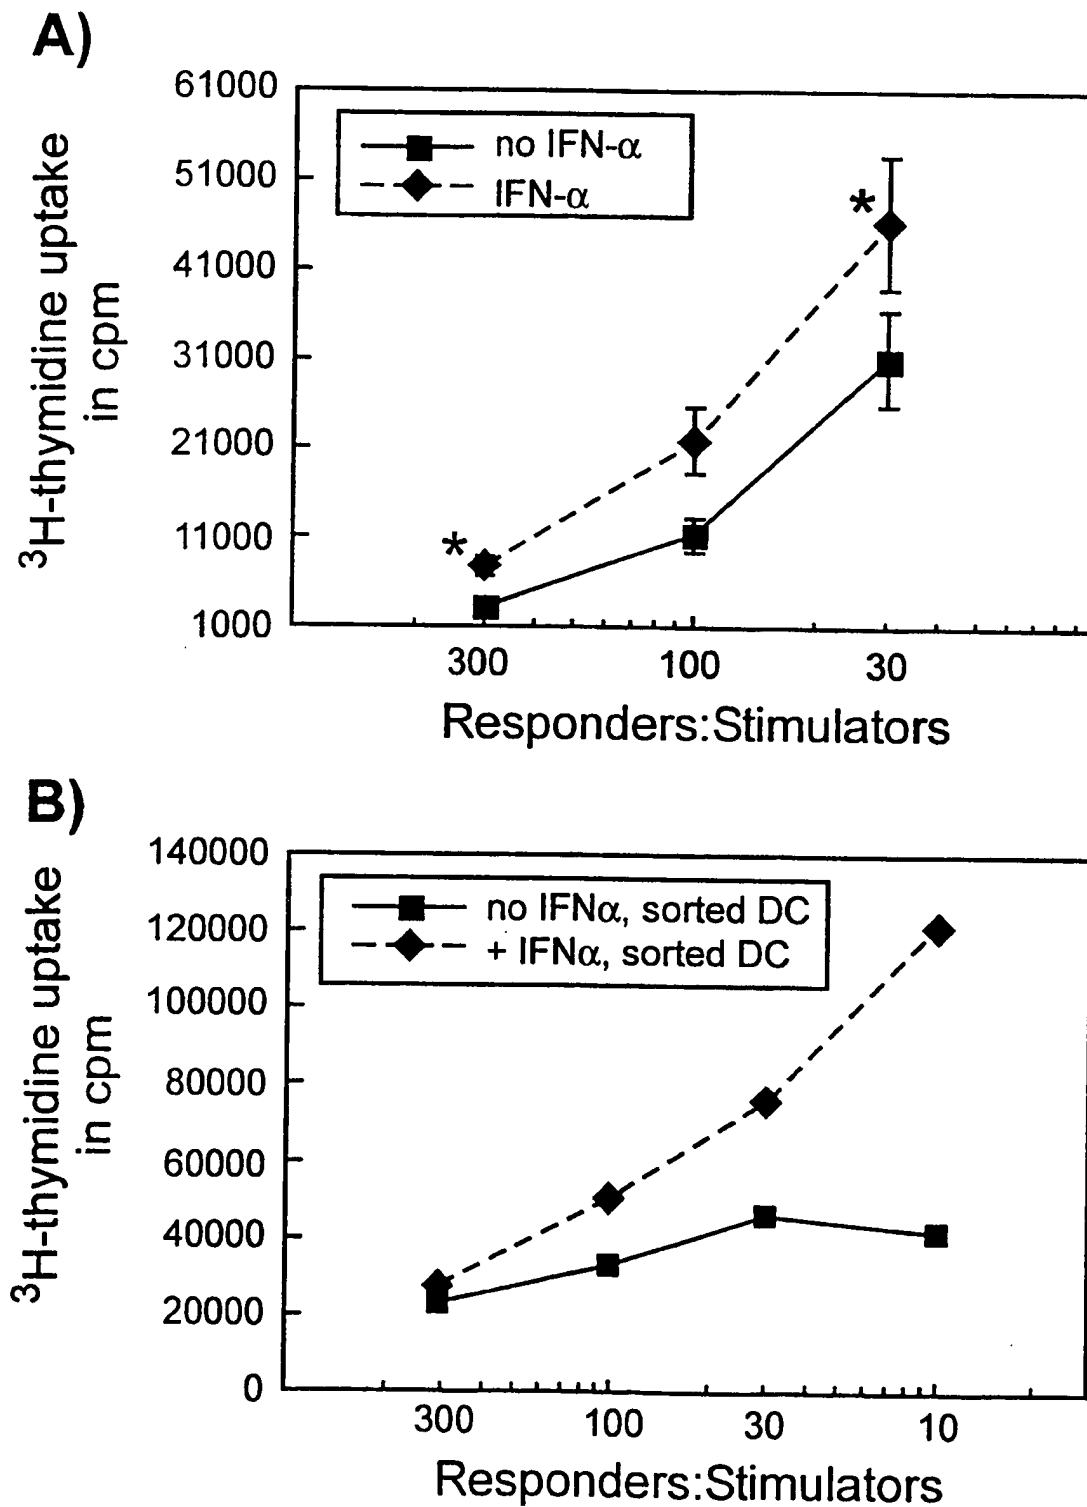 A)
61000
51000
41000
31000
21000
11000
1000
³H-thymidine uptake
in cpm
no IFN-α
IFN-α
*
*
300 100 30
Responders:Stimulators
B)
140000
120000
100000
80000
60000
40000
20000
0
³H-thymidine uptake
in cpm
no IFNα, sorted DC
+ IFNα, sorted DC
300 100 30 10
Responders:Stimulators